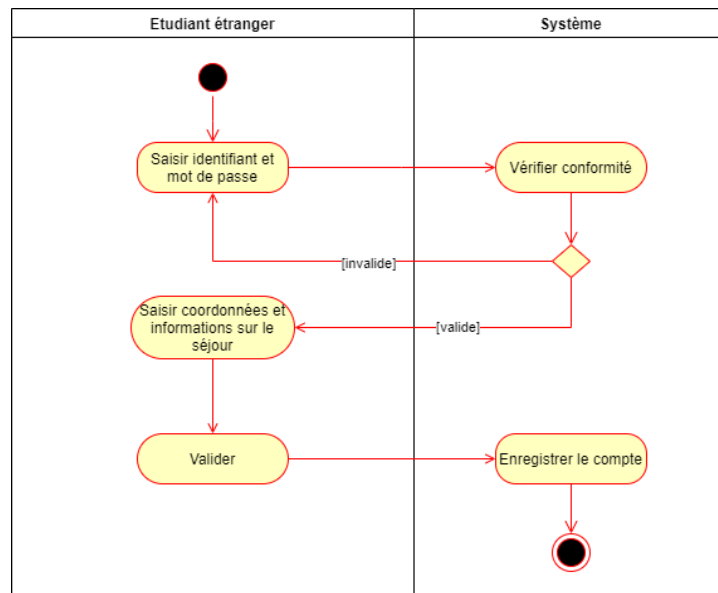 Etudiant étranger
Système
Saisir identifiant et
mot de passe
Vérifier conformité
[invalide]
Saisir coordonnées et
informations sur le
séjour
[valide]
Valider
Enregistrer le compte